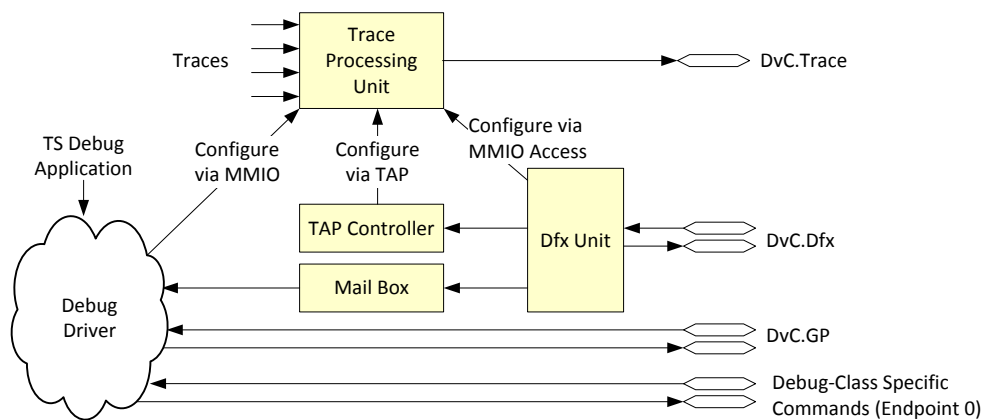 Trace
Processing
Unit
Traces
DvC.Trace
TS Debug
Application
Configure
via MMIO
Configure
via TAP
Configure via
MMIO Access
TAP Controller
Dfx Unit
DvC.Dfx
Mail Box
Debug
Driver
DvC.GP
Debug-Class Specific
Commands (Endpoint 0)